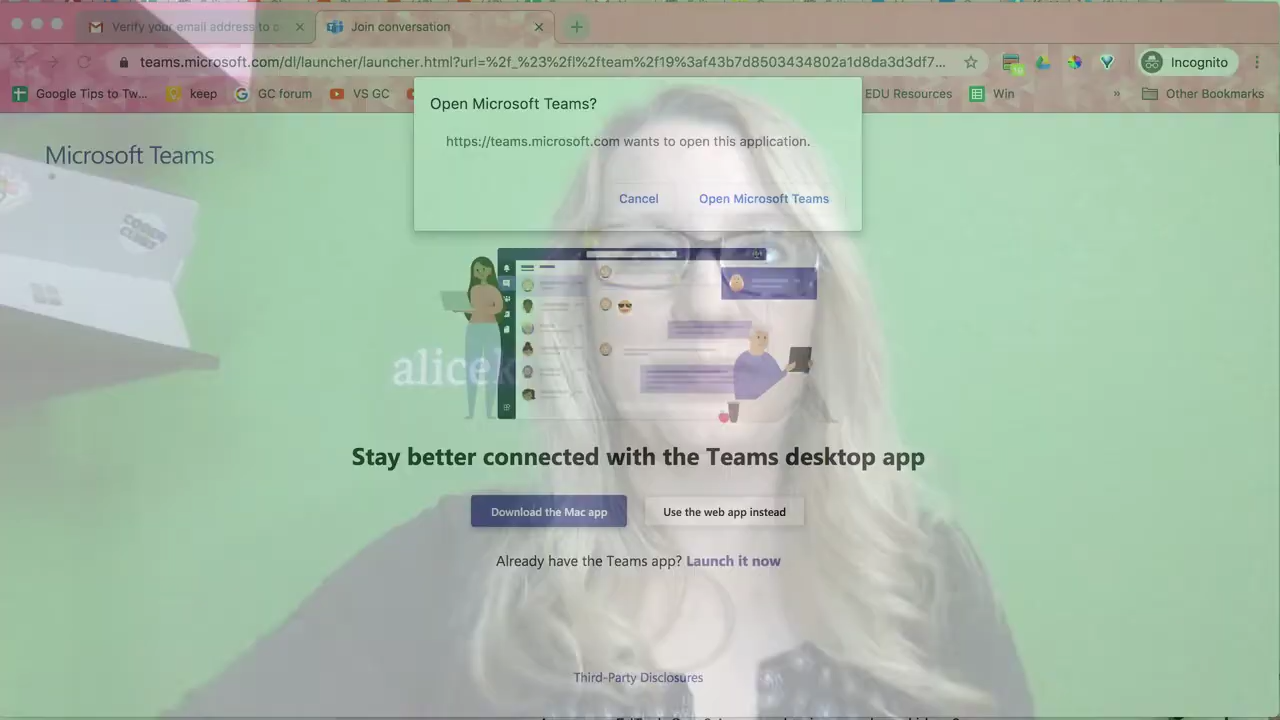 Verify your email address to c
Join conversation
teams.microsoft.com/dl/launcher/launcher.html?url=%2f_%23%2fl%2fteam%2f19%3af43b7d8503434802a1d8da3d3df7...
Incognito
Google Tips to Tw...
keep
GC forum
VS GC
EDU Resources
Win
»
Other Bookmarks
Open Microsoft Teams?
https://teams.microsoft.com wants to open this application.
Cancel
Open Microsoft Teams
Microsoft Teams
alicek
Stay better connected with the Teams desktop app
Download the Mac app
Use the web app instead
Already have the Teams app? Launch it now
Third-Party Disclosures